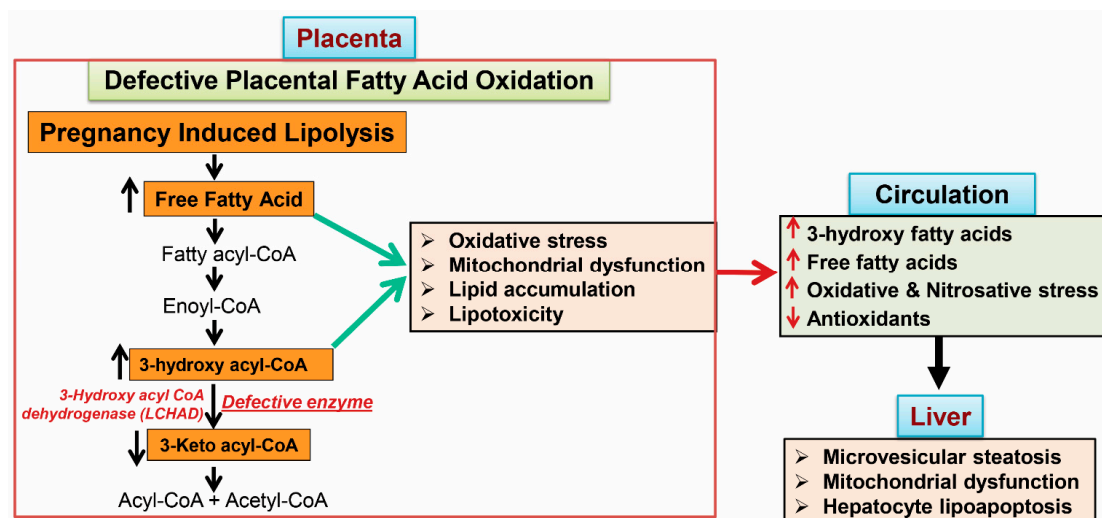 Placenta
Defective Placental Fatty Acid Oxidation
Pregnancy Induced Lipolysis
Free Fatty Acid
Fatty acyl-CoA
Enoyl-CoA
3-hydroxy acyl-CoA
3-Hydroxy acyl CoA
dehydrogenase (LCHAD)
Defective enzyme
3-Keto acyl-CoA
Acyl-CoA + Acetyl-CoA
Oxidative stress
Mitochondrial dysfunction
Lipid accumulation
Lipotoxicity
Circulation
3-hydroxy fatty acids
Free fatty acids
Oxidative & Nitrosative stress
Antioxidants
Liver
Microvesicular steatosis
Mitochondrial dysfunction
Hepatocyte lipoapoptosis